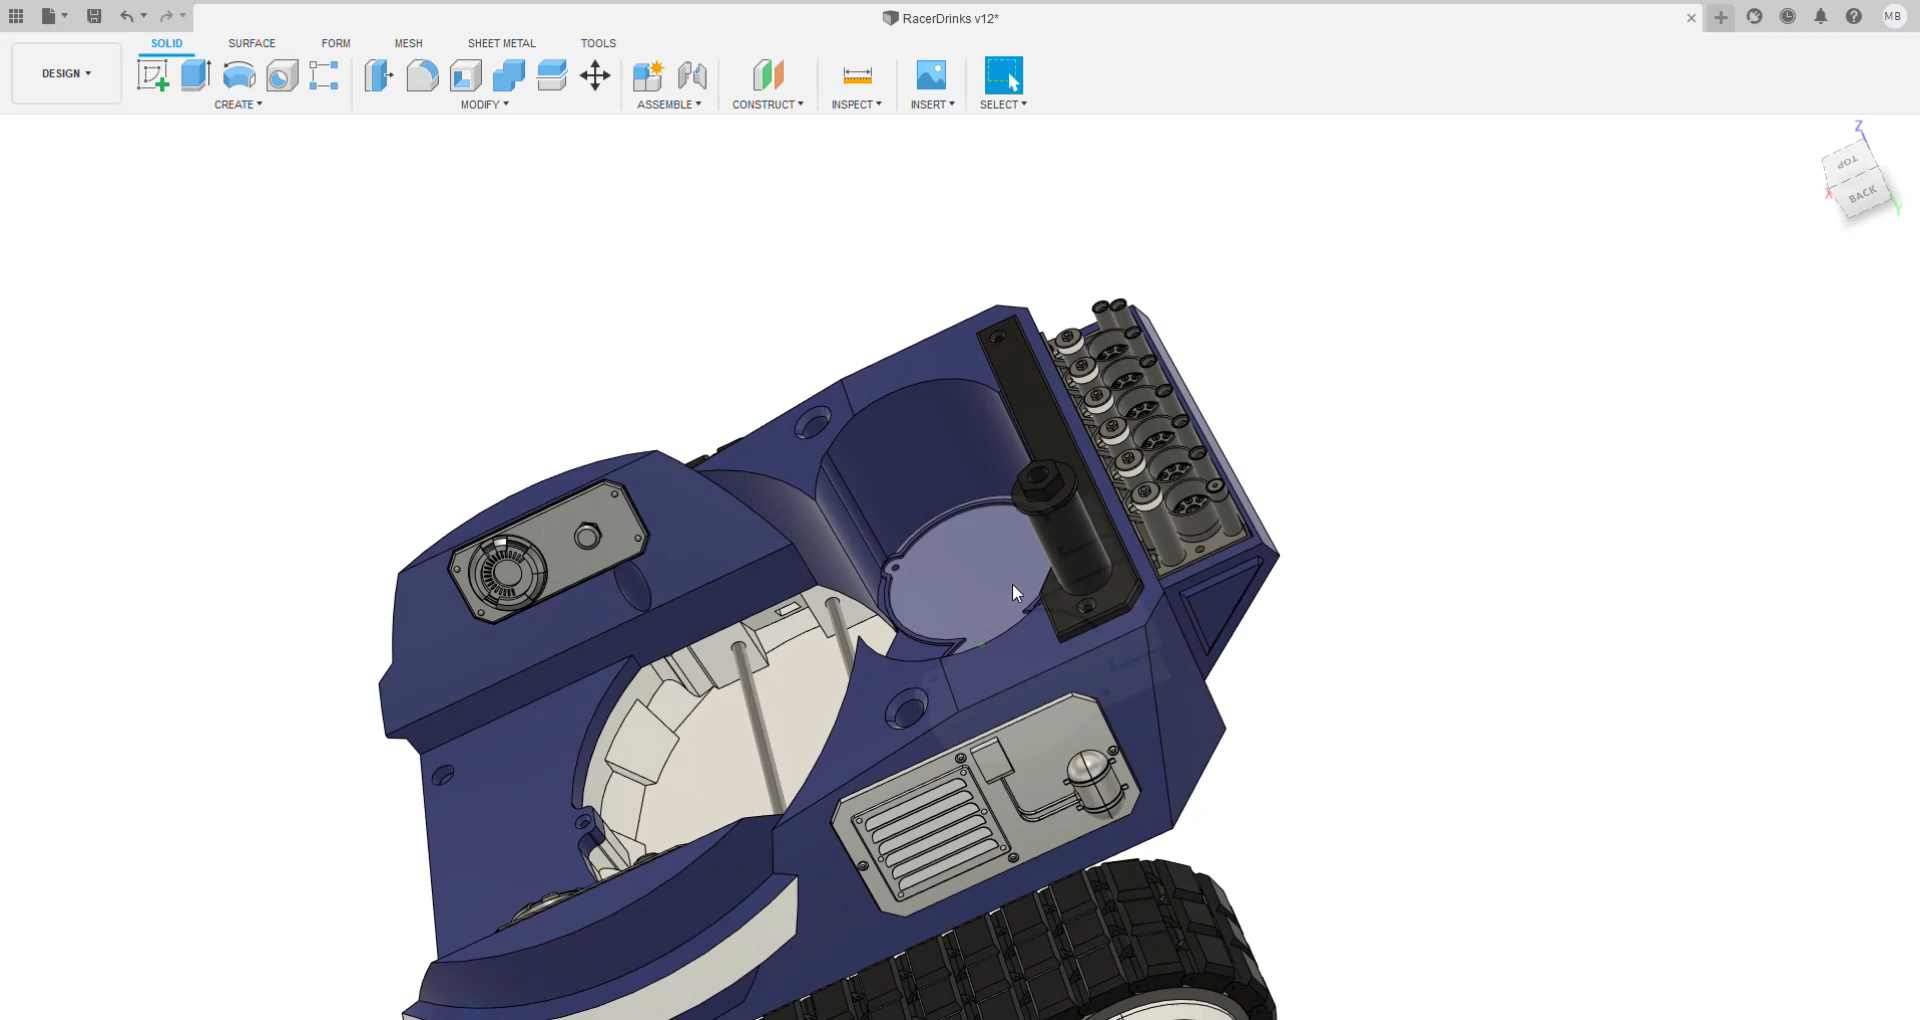 RacerDrinks v12*
MB
SOLID
SURFACE
FORM
MESH
SHEET METAL
TOOLS
DESIGN
CREATE
MODIFY
ASSEMBLE
CONSTRUCT
INSPECT
INSERT
SELECT
Z
TOP
BACK
X
Y